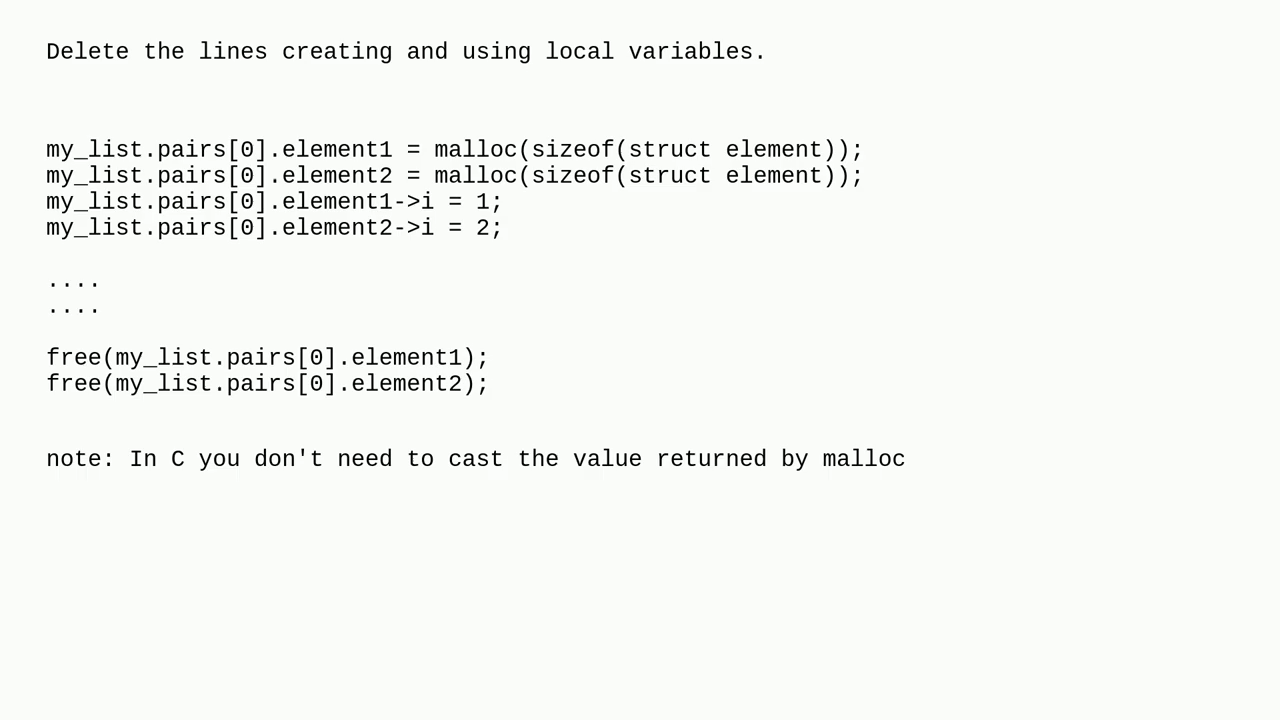 Delete the lines creating and using local variables.
my_list.pairs[0].element1 = malloc(sizeof(struct element));
my_list.pairs[0].element2 = malloc(sizeof(struct element));
my_list.pairs[0].element1->i = 1;
my_list.pairs[0].element2->i = 2;
....
....
free(my_list.pairs[0].element1);
free(my_list.pairs[0].element2);
note: In C you don't need to cast the value returned by malloc